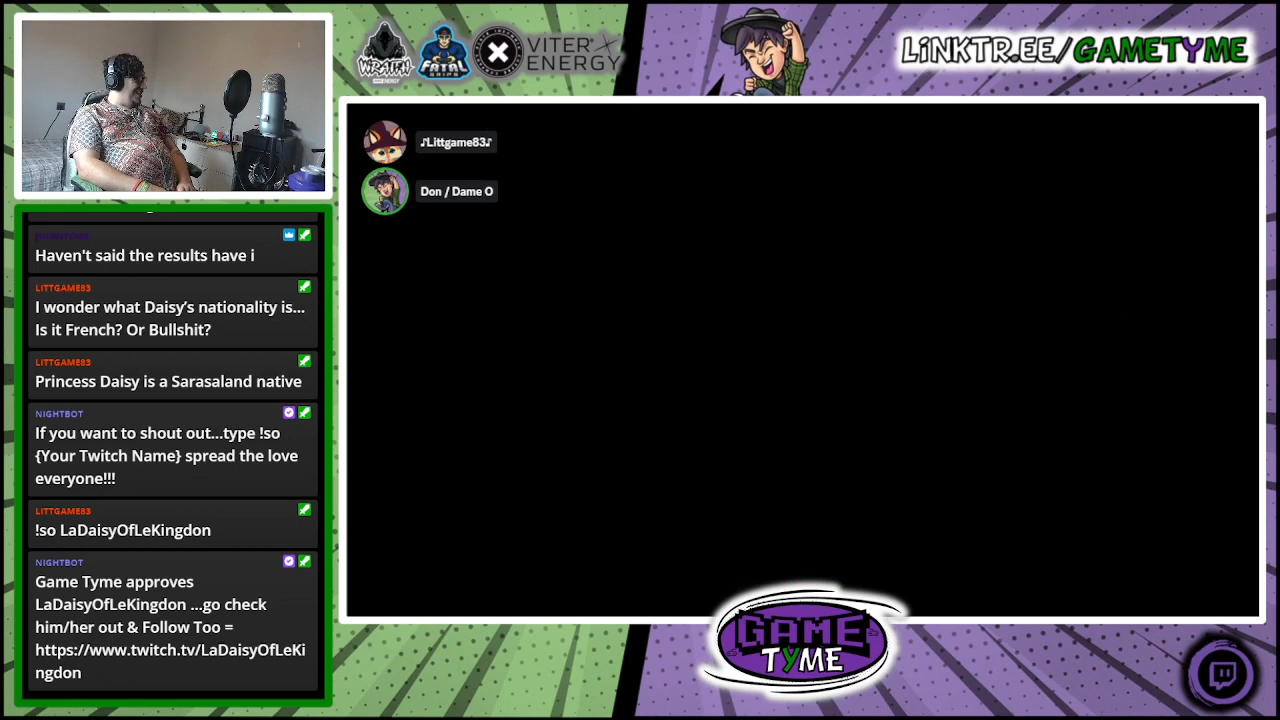 WRAITH
FATAL
GRIPS
VITER
ENERGY
LiNKTR.EE/GAMETYME
♪Littgame83♪
Don / Dame O
Haven't said the results have i
LITTGAME83
I wonder what Daisy's nationality is...
Is it French? Or Bullshit?
LITTGAME83
Princess Daisy is a Sarasaland native
NIGHTBOT
If you want to shout out...type !so
{Your Twitch Name} spread the love
everyone!!!
LITTGAME83
!so LaDaisyOfLeKingdon
NIGHTBOT
Game Tyme approves
LaDaisyOfLeKingdon ...go check
him/her out & Follow Too =
https://www.twitch.tv/LaDaisyOfLeKi
ngdon
GAME
TYME